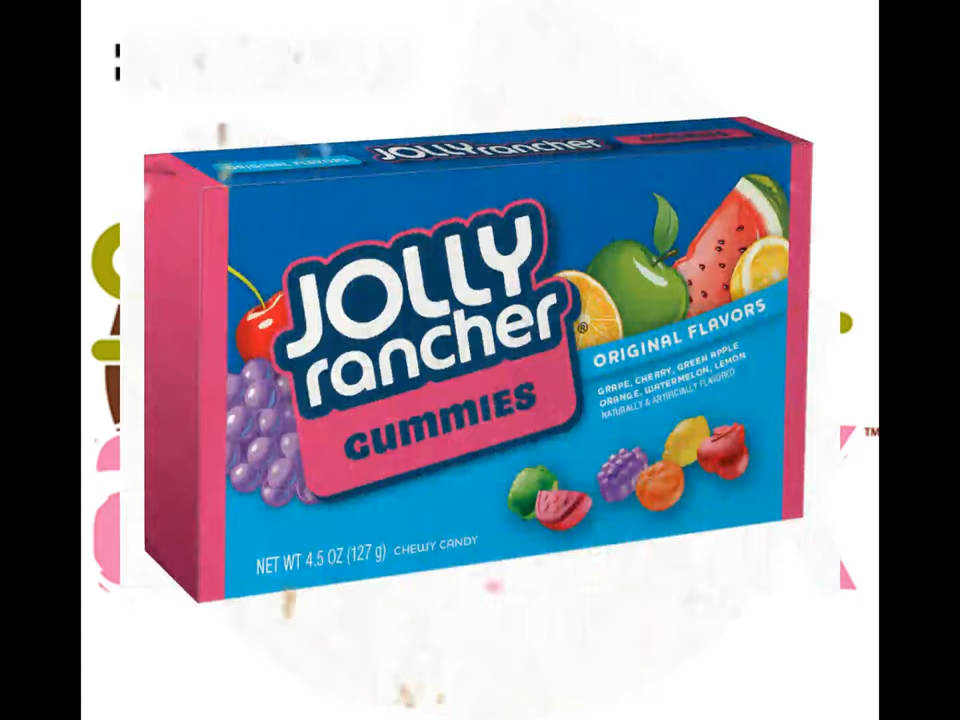 ORIGINAL FLAVORS
JOLLY rancher
JOLLY
rancher®
GUMMIES
ORIGINAL FLAVORS
GRAPE, CHERRY, GREEN APPLE
ORANGE, WATERMELON, LEMON
NATURALLY & ARTIFICIALLY FLAVORED
NET WT 4.5 OZ (127 g) CHEWY CANDY
TM